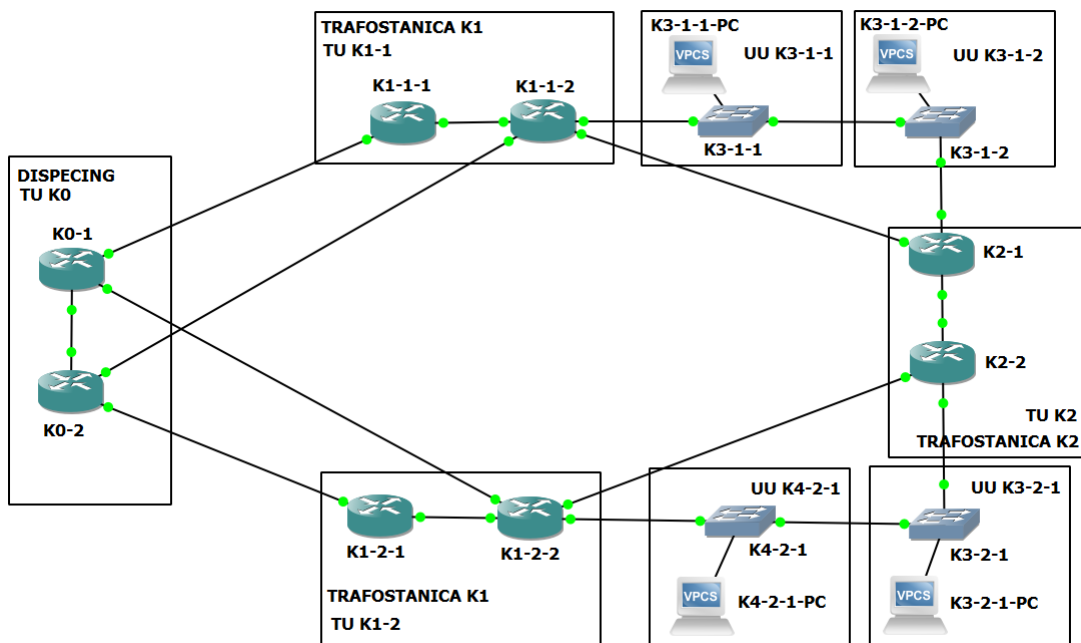 TRAFOSTANICA K1
TU K1-1
K1-1-1
K1-1-2
K3-1-1-PC
VPCS
UU K3-1-1
K3-1-1
K3-1-2-PC
VPCS
UU K3-1-2
K3-1-2
DISPECING
TU K0
K0-1
K0-2
K2-1
K2-2
TU K2
TRAFOSTANICA K2
K1-2-1
K1-2-2
TRAFOSTANICA K1
TU K1-2
UU K4-2-1
K4-2-1
VPCS
K4-2-1-PC
UU K3-2-1
K3-2-1
VPCS
K3-2-1-PC